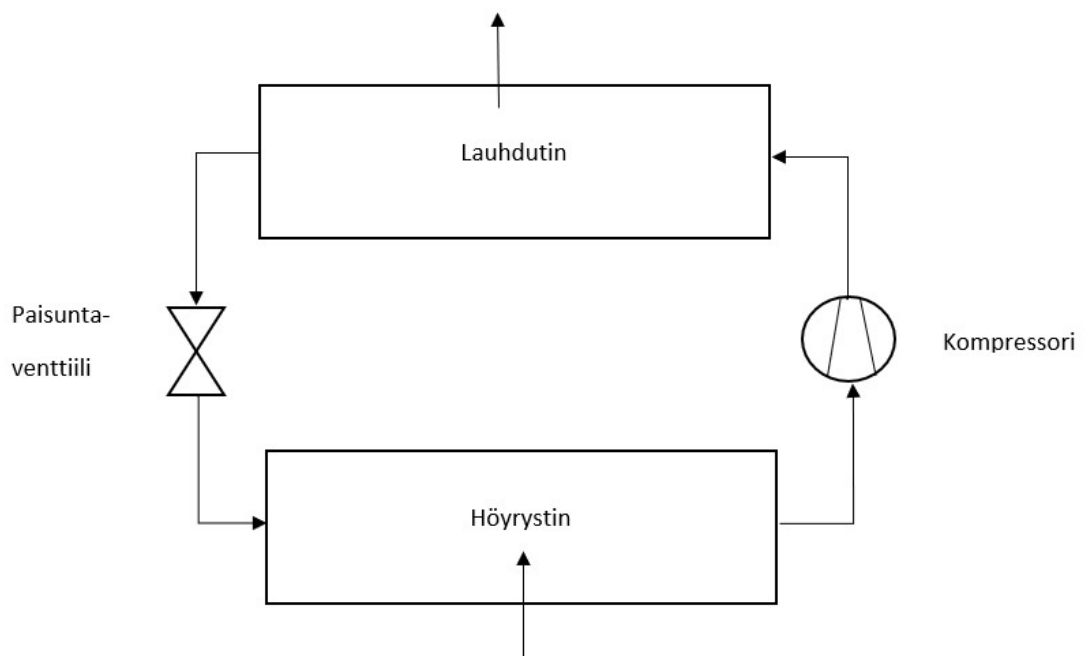 Lauhdutin
Paisunta-
venttiili
Kompressori
Höyrystin